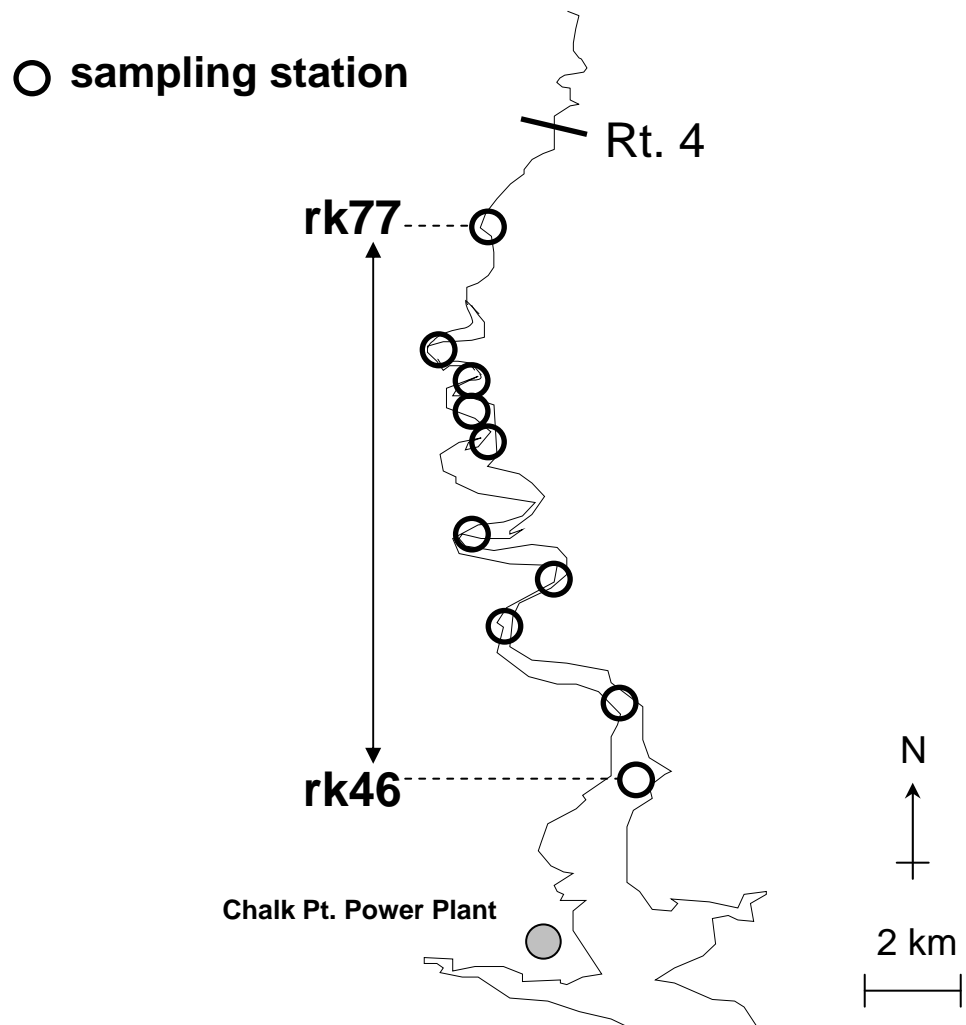 sampling station
Rt. 4
rk77
rk46
N
Chalk Pt. Power Plant
2 km